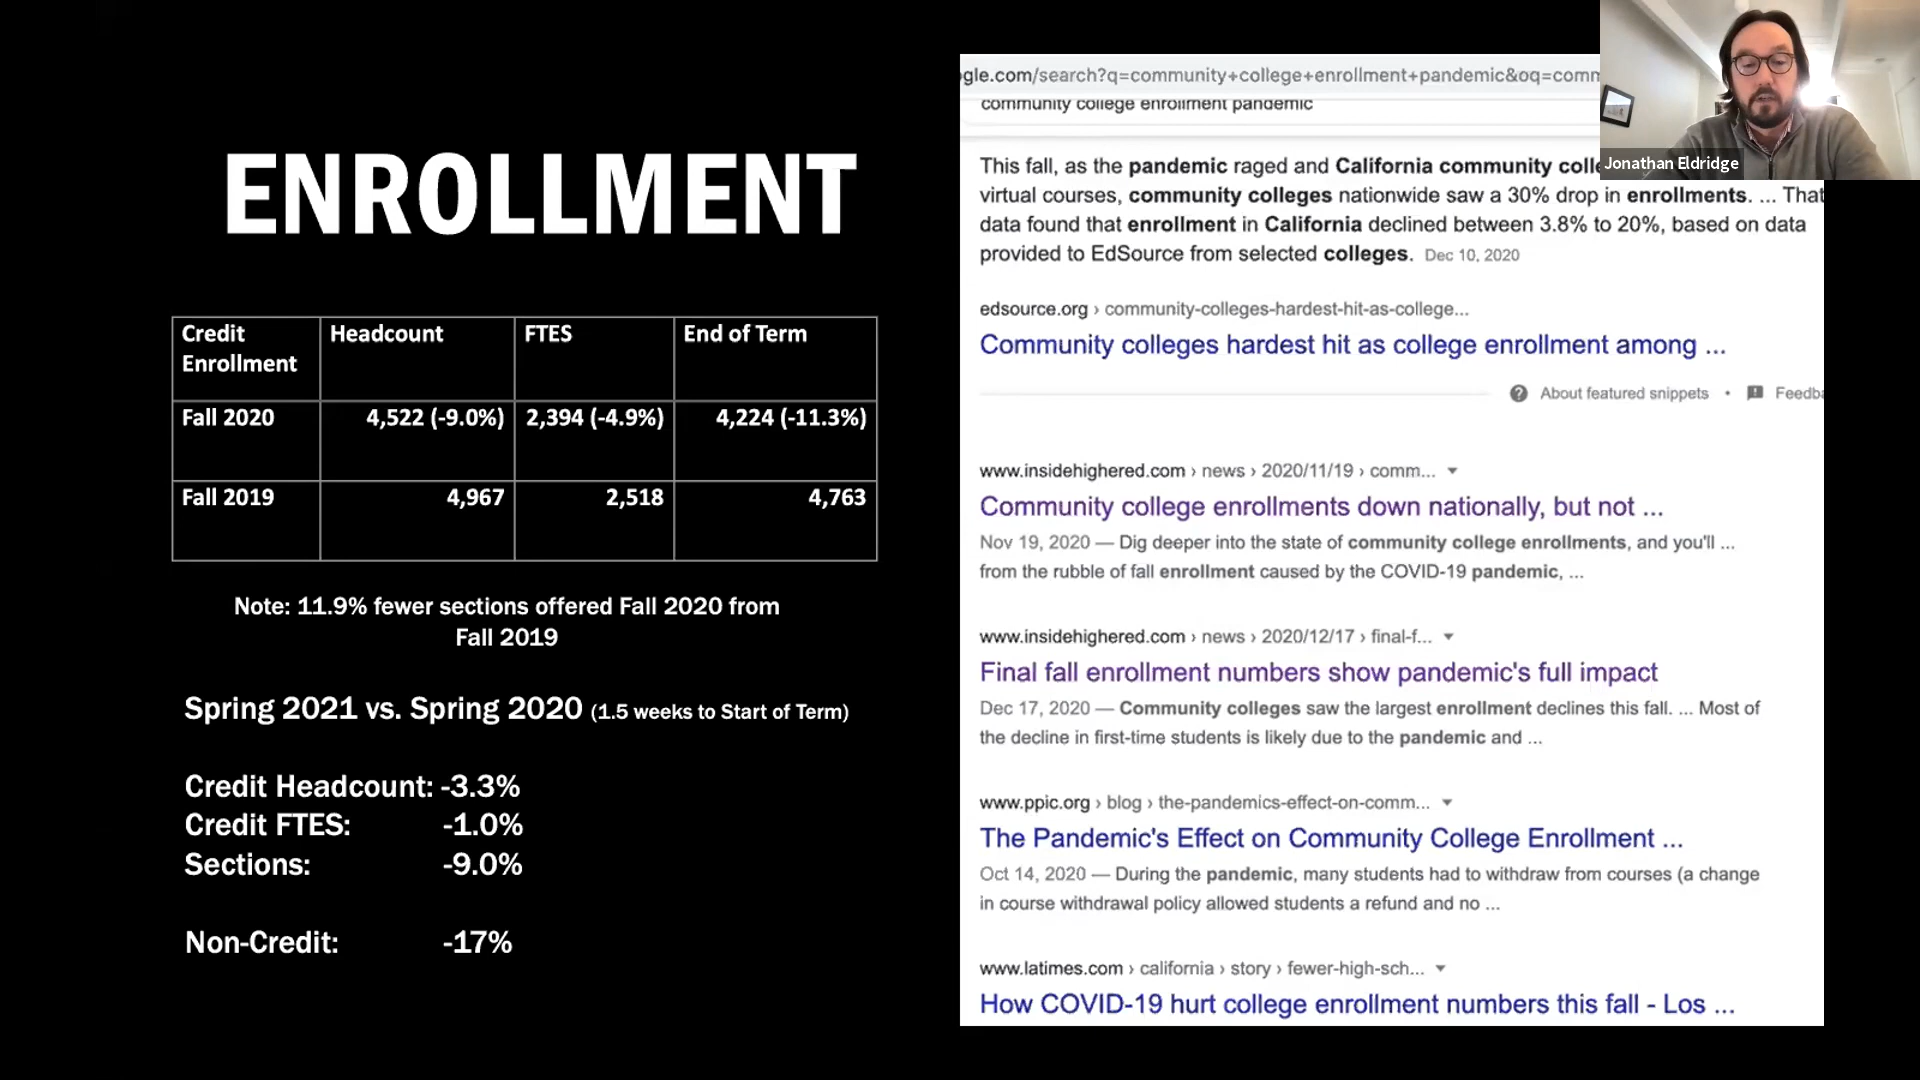 ENROLLMENT
Credit Enrollment Headcount FTES End of Term
Fall 2020 4,522 (-9.0%) 2,394 (-4.9%) 4,224 (-11.3%)
Fall 2019 4,967 2,518 4,763
Note: 11.9% fewer sections offered Fall 2020 from
Fall 2019
Spring 2021 vs. Spring 2020 (1.5 weeks to Start of Term)
Credit Headcount: -3.3%
Credit FTES: -1.0%
Sections: -9.0%
Non-Credit: -17%
gle.com/search?q=community+college+enrollment+pandemic&oq=comm
community college enrollment pandemic
This fall, as the pandemic raged and California community colle
virtual courses, community colleges nationwide saw a 30% drop in enrollments. ... That
data found that enrollment in California declined between 3.8% to 20%, based on data
provided to EdSource from selected colleges. Dec 10, 2020
edsource.org › community-colleges-hardest-hit-as-college...
Community colleges hardest hit as college enrollment among ...
About featured snippets • Feedba
www.insidehighered.com › news › 2020/11/19 › comm...
Community college enrollments down nationally, but not ...
Nov 19, 2020 — Dig deeper into the state of community college enrollments, and you'll ...
from the rubble of fall enrollment caused by the COVID-19 pandemic, ...
www.insidehighered.com › news › 2020/12/17 › final-f...
Final fall enrollment numbers show pandemic's full impact
Dec 17, 2020 — Community colleges saw the largest enrollment declines this fall. ... Most of
the decline in first-time students is likely due to the pandemic and ...
www.ppic.org › blog › the-pandemics-effect-on-comm...
The Pandemic's Effect on Community College Enrollment ...
Oct 14, 2020 — During the pandemic, many students had to withdraw from courses (a change
in course withdrawal policy allowed students a refund and no ...
www.latimes.com › california › story › fewer-high-sch...
How COVID-19 hurt college enrollment numbers this fall - Los ...
Jonathan Eldridge